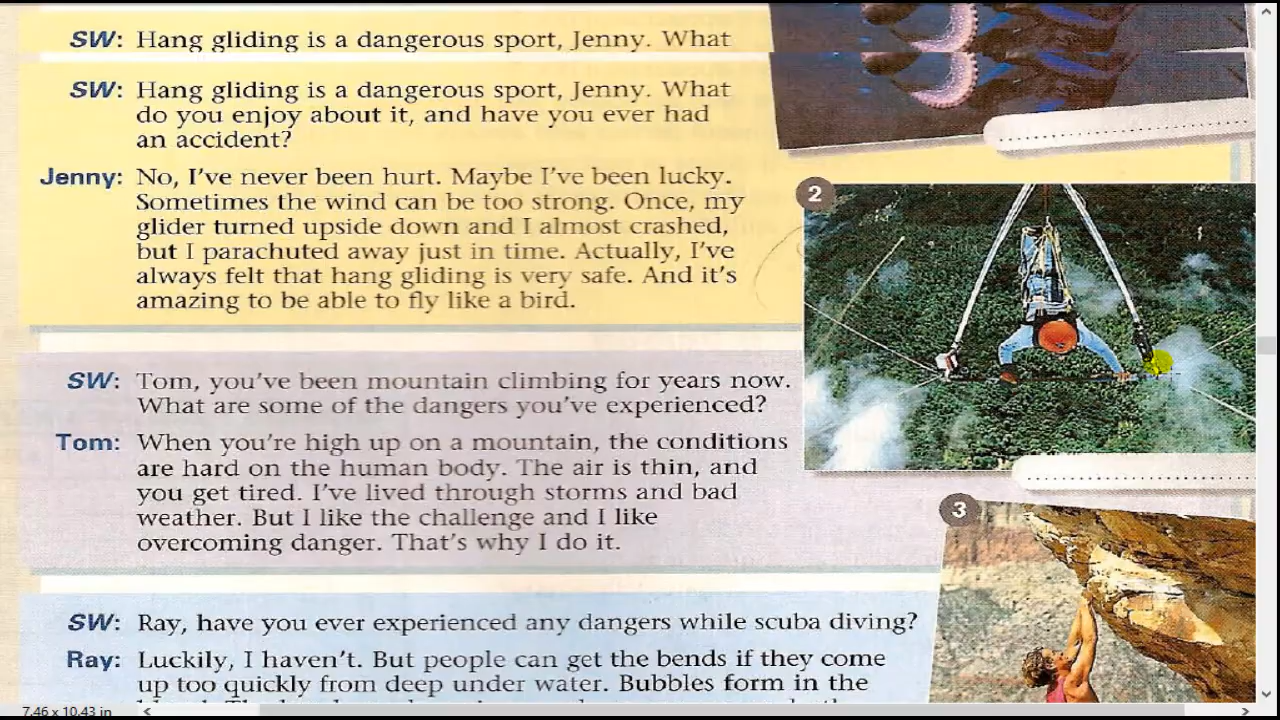 SW: Hang gliding is a dangerous sport, Jenny. What
SW: Hang gliding is a dangerous sport, Jenny. What
do you enjoy about it, and have you ever had
an accident?
Jenny: No, I've never been hurt. Maybe I've been lucky.
Sometimes the wind can be too strong. Once, my
glider turned upside down and I almost crashed,
but I parachuted away just in time. Actually, I've
always felt that hang gliding is very safe. And it's
amazing to be able to fly like a bird.
2
SW: Tom, you've been mountain climbing for years now.
What are some of the dangers you've experienced?
Tom: When you're high up on a mountain, the conditions
are hard on the human body. The air is thin, and
you get tired. I've lived through storms and bad
weather. But I like the challenge and I like
overcoming danger. That's why I do it.
3
SW: Ray, have you ever experienced any dangers while scuba diving?
Ray: Luckily, I haven't. But people can get the bends if they come
up too quickly from deep under water. Bubbles form in the
7.46 x 10.43 in